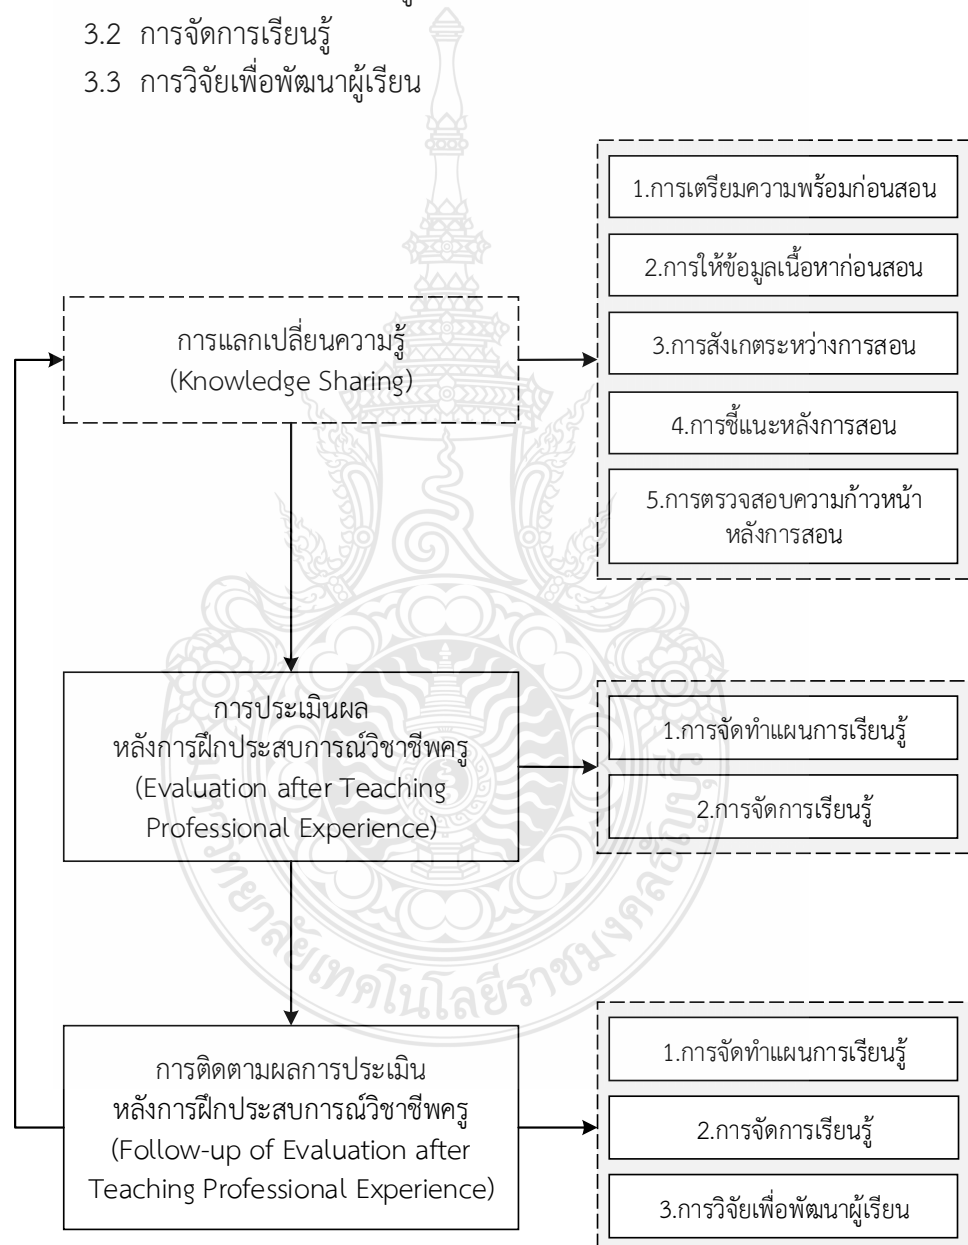 3.2 การจัดการเรียนรู้
3.3 การวิจัยเพื่อพัฒนาผู้เรียน
การแลกเปลี่ยนความรู้
(Knowledge Sharing)
1.การเตรียมความพร้อมก่อนสอน
2.การให้ข้อมูลเนื้อหาก่อนสอน
3.การสังเกตระหว่างการสอน
4.การชี้แนะหลังการสอน
5.การตรวจสอบความก้าวหน้า
หลังการสอน
การประเมินผล
หลังการฝึกประสบการณ์วิชาชีพครู
(Evaluation after Teaching
Professional Experience)
1.การจัดทำแผนการเรียนรู้
2.การจัดการเรียนรู้
การติดตามผลการประเมิน
หลังการฝึกประสบการณ์วิชาชีพครู
(Follow-up of Evaluation after
Teaching Professional Experience)
1.การจัดทำแผนการเรียนรู้
2.การจัดการเรียนรู้
3.การวิจัยเพื่อพัฒนาผู้เรียน